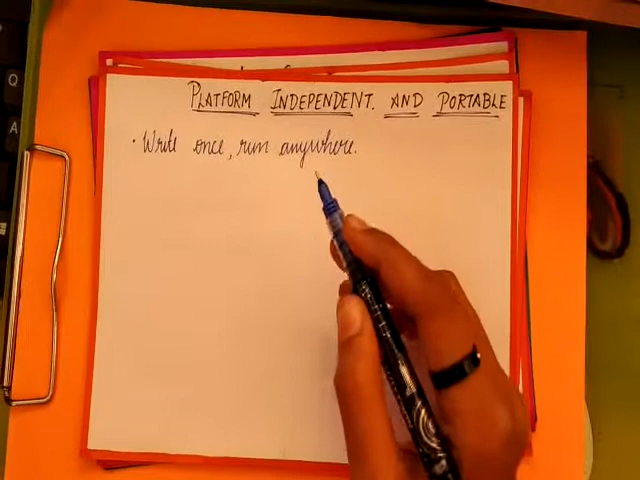 PLATFORM INDEPENDENT. AND PORTABLE
· Write once, run anywhere.
Q
A